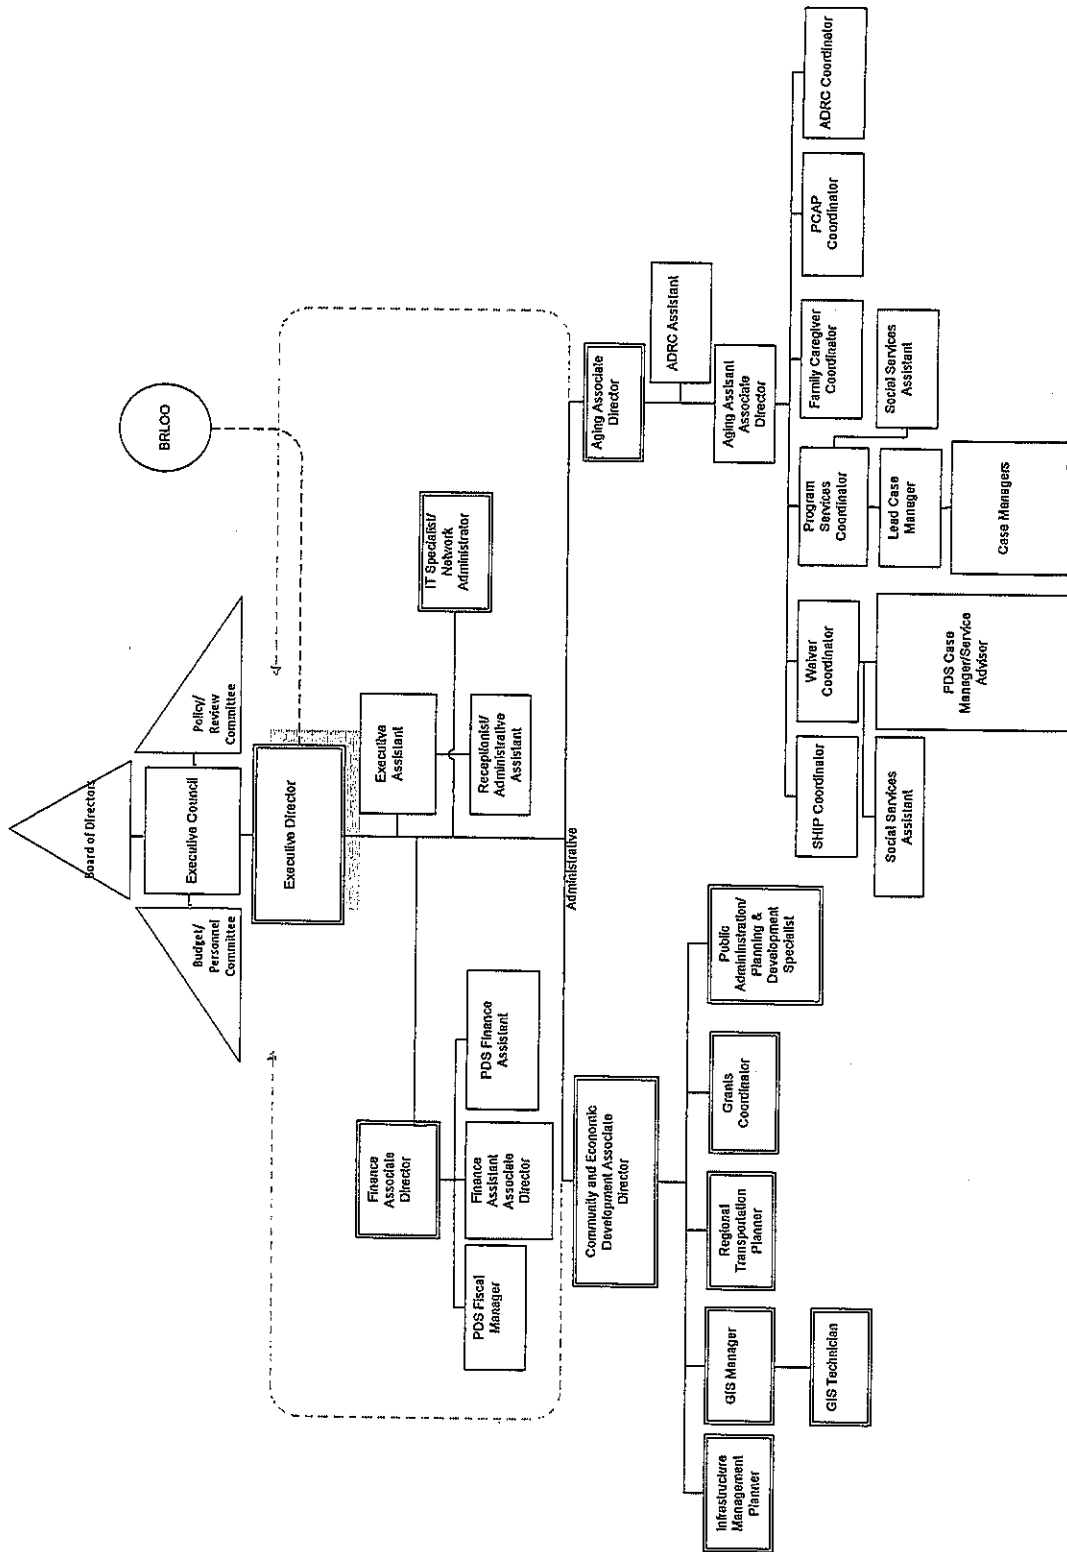 Board of Directors
Budget/
Personnel
Committee
Executive Council
Policy/
Review
Committee
BRLOO
Executive Director
Finance
Associate
Director
Executive
Assistant
IT Specialist/
Network
Administrator
PDS Fiscal
Manager
Finance
Assistant
Associate
Director
PDS Finance
Assistant
Receptionist/
Administrative
Assistant
Administrative
Community and Economic
Development Associate
Director
Aging Associate
Director
ADRC Assistant
Aging Assisant
Associate
Director
Infrastructure
Management
Planner
GIS Manager
Regional
Transportation
Planner
Grants
Coordinator
Public
Admininistration/
Planning &
Development
Specialist
GIS Technician
SHIP Coordinator
Waiver
Coordinator
Program
Services
Coordinator
Family Caregiver
Coordinator
PCAP
Coordinator
ADRC Coordinator
Social Services
Assistant
PDS Case
Manager/Service
Advisor
Lead Case
Manager
Social Services
Assistant
Case Managers